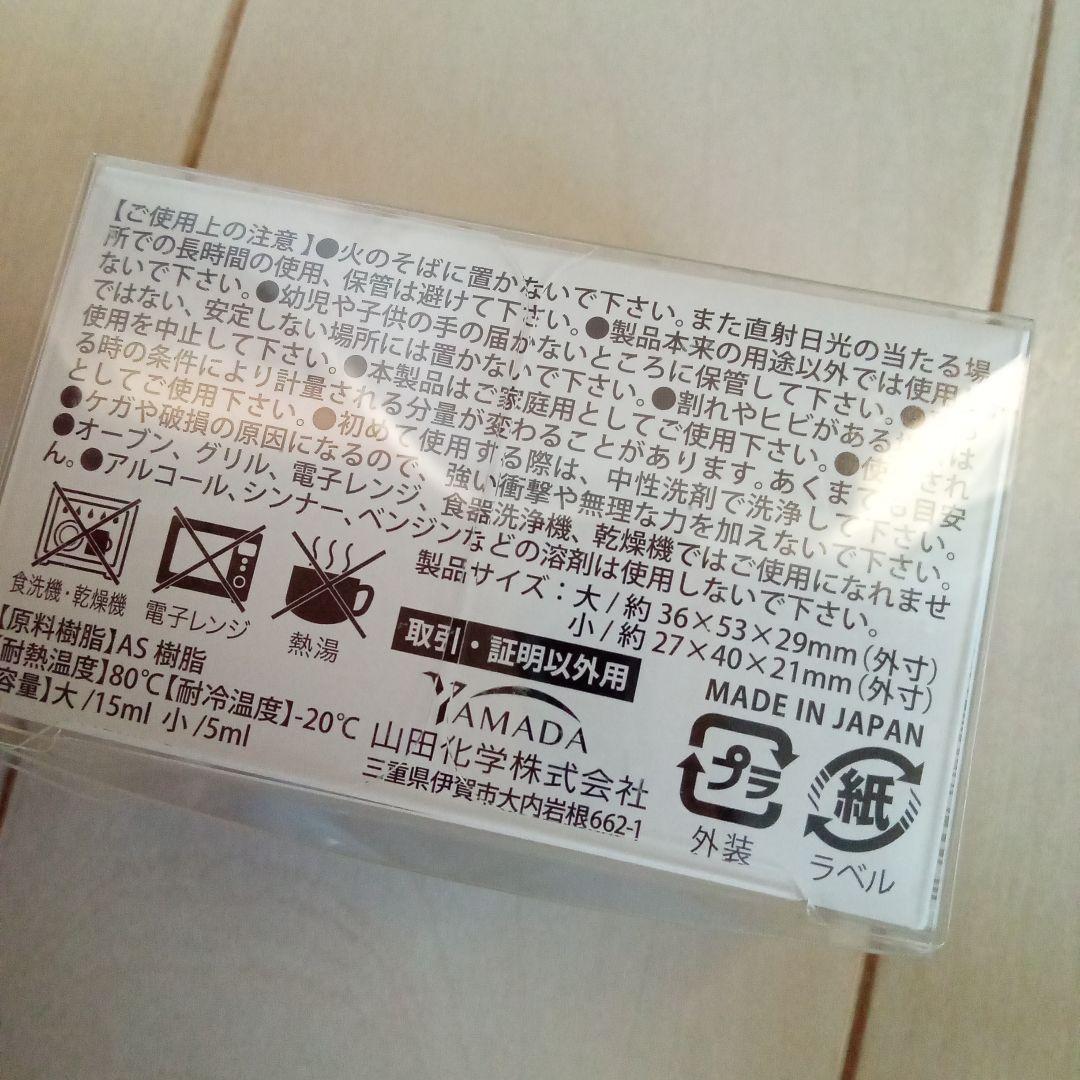 【ご使用上の注意】●火のそばに置かないで下さい。また直射日光の当たる場
所での長時間の使用、保管は避けて下さい。●製品本来の用途以外では使用し
ないで下さい。●幼児や子供の手の届かないところに保管して下さい。●
ではない、安定しない場所には置かないで下さい。●割れやヒビがある は
使用を中止して下さい。●本製品はご家庭用としてご使用下さい。●使用され
る時の条件により計量される分量が変わることがあります。あくまで目安
としてご使用下さい。●初めて使用する際は、中性洗剤で洗浄して下さい。
●ケガや破損の原因になるので、強い衝撃や無理な力を加えないで下さい。
●オーブン、グリル、電子レンジ、食器洗浄機、乾燥機ではご使用になれませ
ん。●アルコール、シンナー、ベンジンなどの溶剤は使用しないで下さい。
製品サイズ：大/約36×53×29mm（外寸）
小/約27×40×21mm（外寸）
食洗機・乾燥機
電子レンジ
熱湯
取引・証明以外用
MADE IN JAPAN
【原料樹脂】AS樹脂
耐熱温度】80℃【耐冷温度】-20℃
容量】大/15ml 小/5ml
YAMADA
山田化学株式会社
三重県伊賀市大内岩根662-1
プラ
外装
紙
ラベル